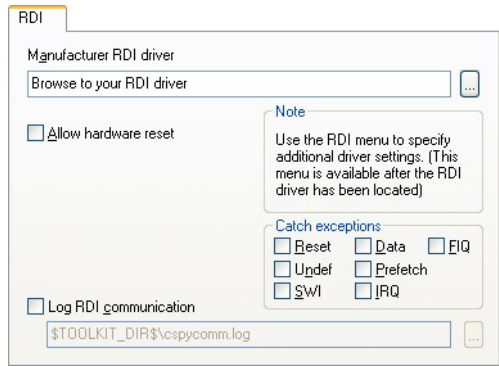 RDI
Manufacturer RDI driver
Browse to your RDI driver
...
Allow hardware reset
Note
Use the RDI menu to specify
additional driver settings. (This
menu is available after the RDI
driver has been located)
Catch exceptions
Reset Data FIQ
Undef Prefetch
SWI IRQ
Log RDI communication
$TOOLKIT_DIR$\cspycomm.log
...